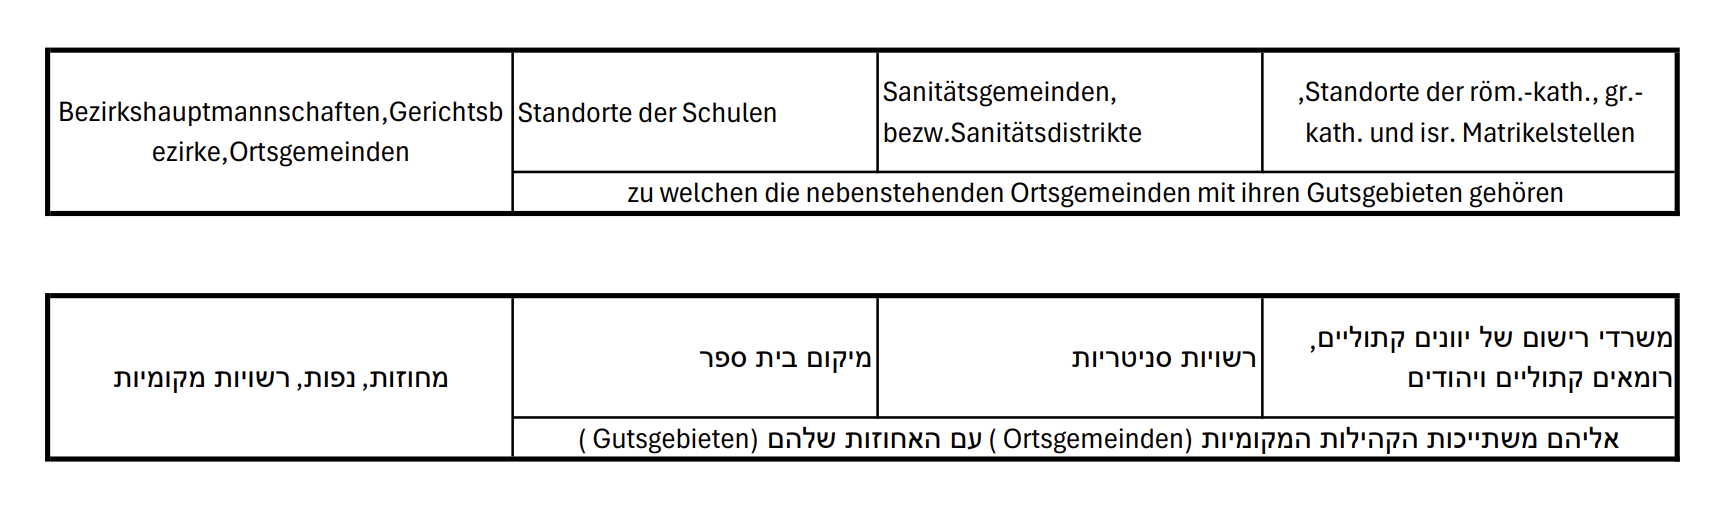 Bezirkshauptmannschaften,Gerichtsb
ezirke,Ortsgemeinden
Standorte der Schulen
Sanitätsgemeinden,
bezw.Sanitätsdistrikte
,Standorte der röm.-kath., gr.-
kath. und isr. Matrikelstellen
zu welchen die nebenstehenden Ortsgemeinden mit ihren Gutsgebieten gehören
מחוזות, נפות, רשויות מקומיות
מיקום בית ספר
רשויות סניטריות
משרדי רישום של יוונים קתוליים,
רומאים קתוליים ויהודים
אליהם משתייכות הקהילות המקומיות (Ortsgemeinden ) עם האחוזות שלהם (Gutsgebieten )